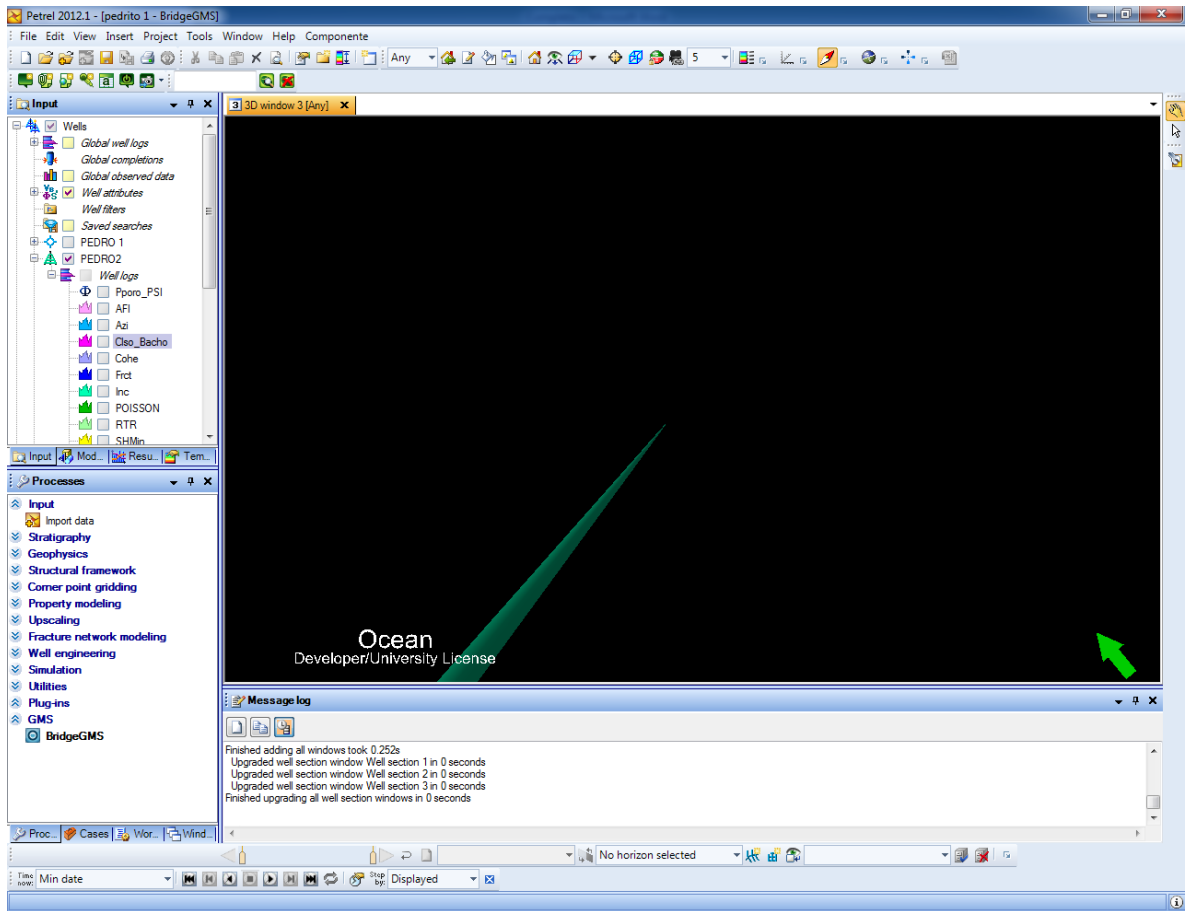 Petrel 2012.1 - [pedrito 1 - BridgeGMS]
File Edit View Insert Project Tools Window Help Componente
Any 5
Input
3D window 3 [Any]
Wells
Global well logs
Global completions
Global observed data
Well attributes
Well filters
Saved searches
PEDRO 1
PEDRO2
Well logs
Pporo_PSI
AFI
Azi
CIso_Bacho
Cohe
Frct
Inc
POISSON
RTR
SHMin
Input Mod... Resu... Tem...
Processes
Input
Import data
Stratigraphy
Geophysics
Structural framework
Corner point gridding
Property modeling
Upscaling
Fracture network modeling
Well engineering
Simulation
Utilities
Plug-ins
GMS
BridgeGMS
Proc... Cases Wor... Wind...
Ocean
Developer/University License
Message log
Finished adding all windows took 0.252s
Upgraded well section window Well section 1 in 0 seconds
Upgraded well section window Well section 2 in 0 seconds
Upgraded well section window Well section 3 in 0 seconds
Finished upgrading all well section windows in 0 seconds
No horizon selected
Time now: Min date Step by: Displayed